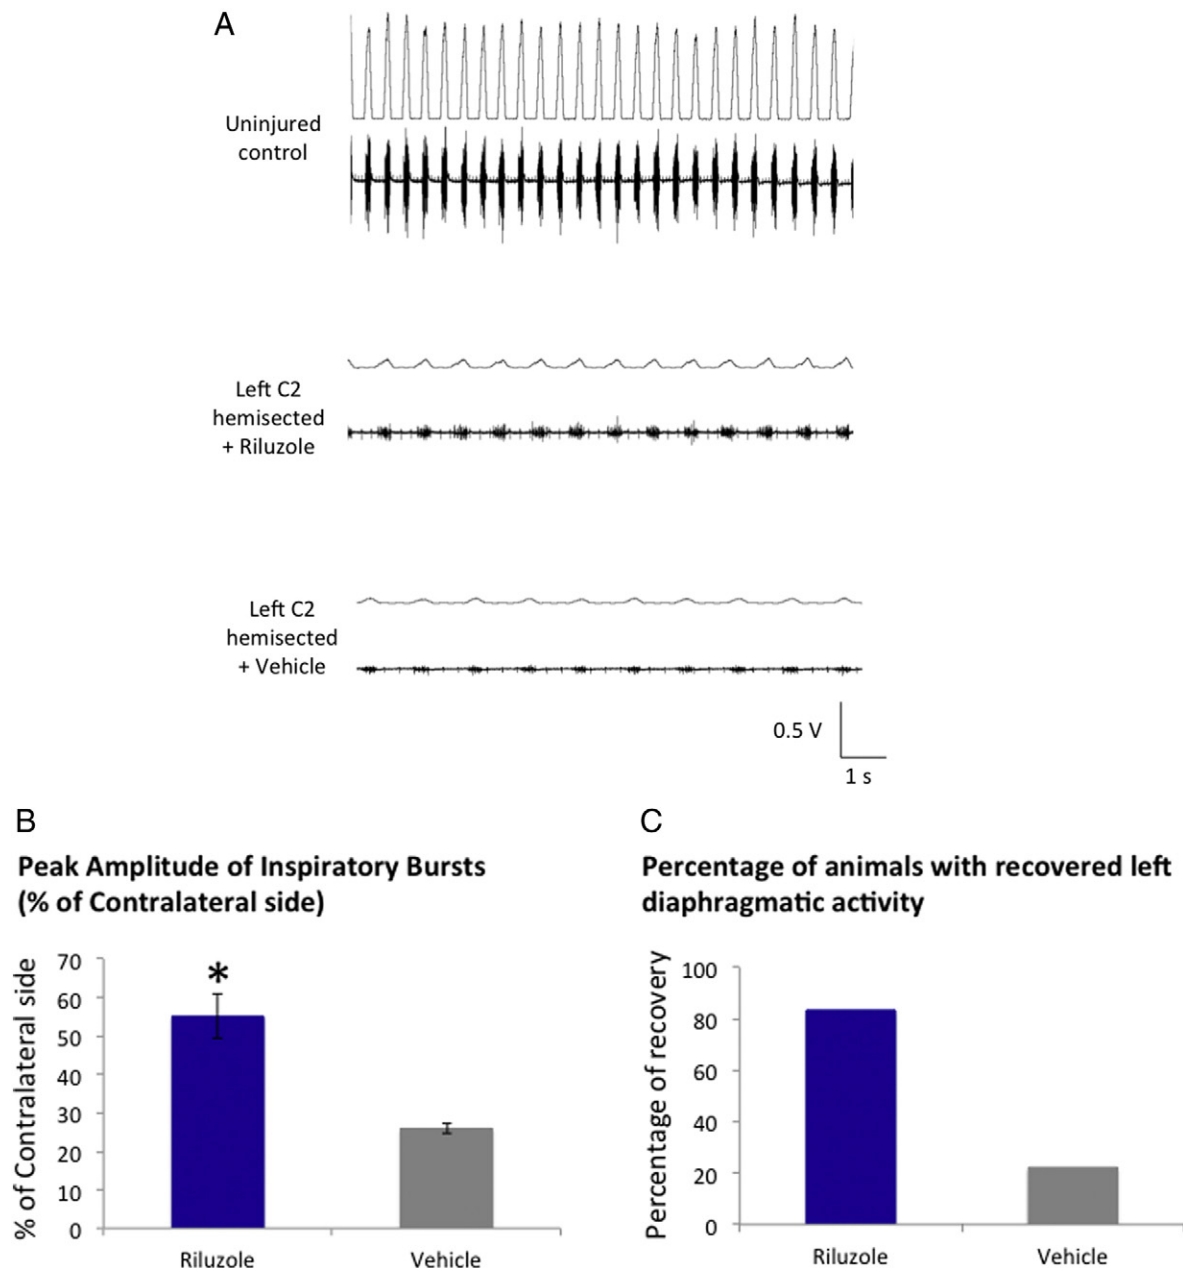 A
Uninjured
control
Left C2
hemisected
+ Riluzole
Left C2
hemisected
+ Vehicle
0.5 V
1 s
B
Peak Amplitude of Inspiratory Bursts
(% of Contralateral side)
% of Contralateral side
70
60
50
40
30
20
10
0
*
Riluzole
Vehicle
C
Percentage of animals with recovered left
diaphragmatic activity
Percentage of recovery
100
80
60
40
20
0
Riluzole
Vehicle